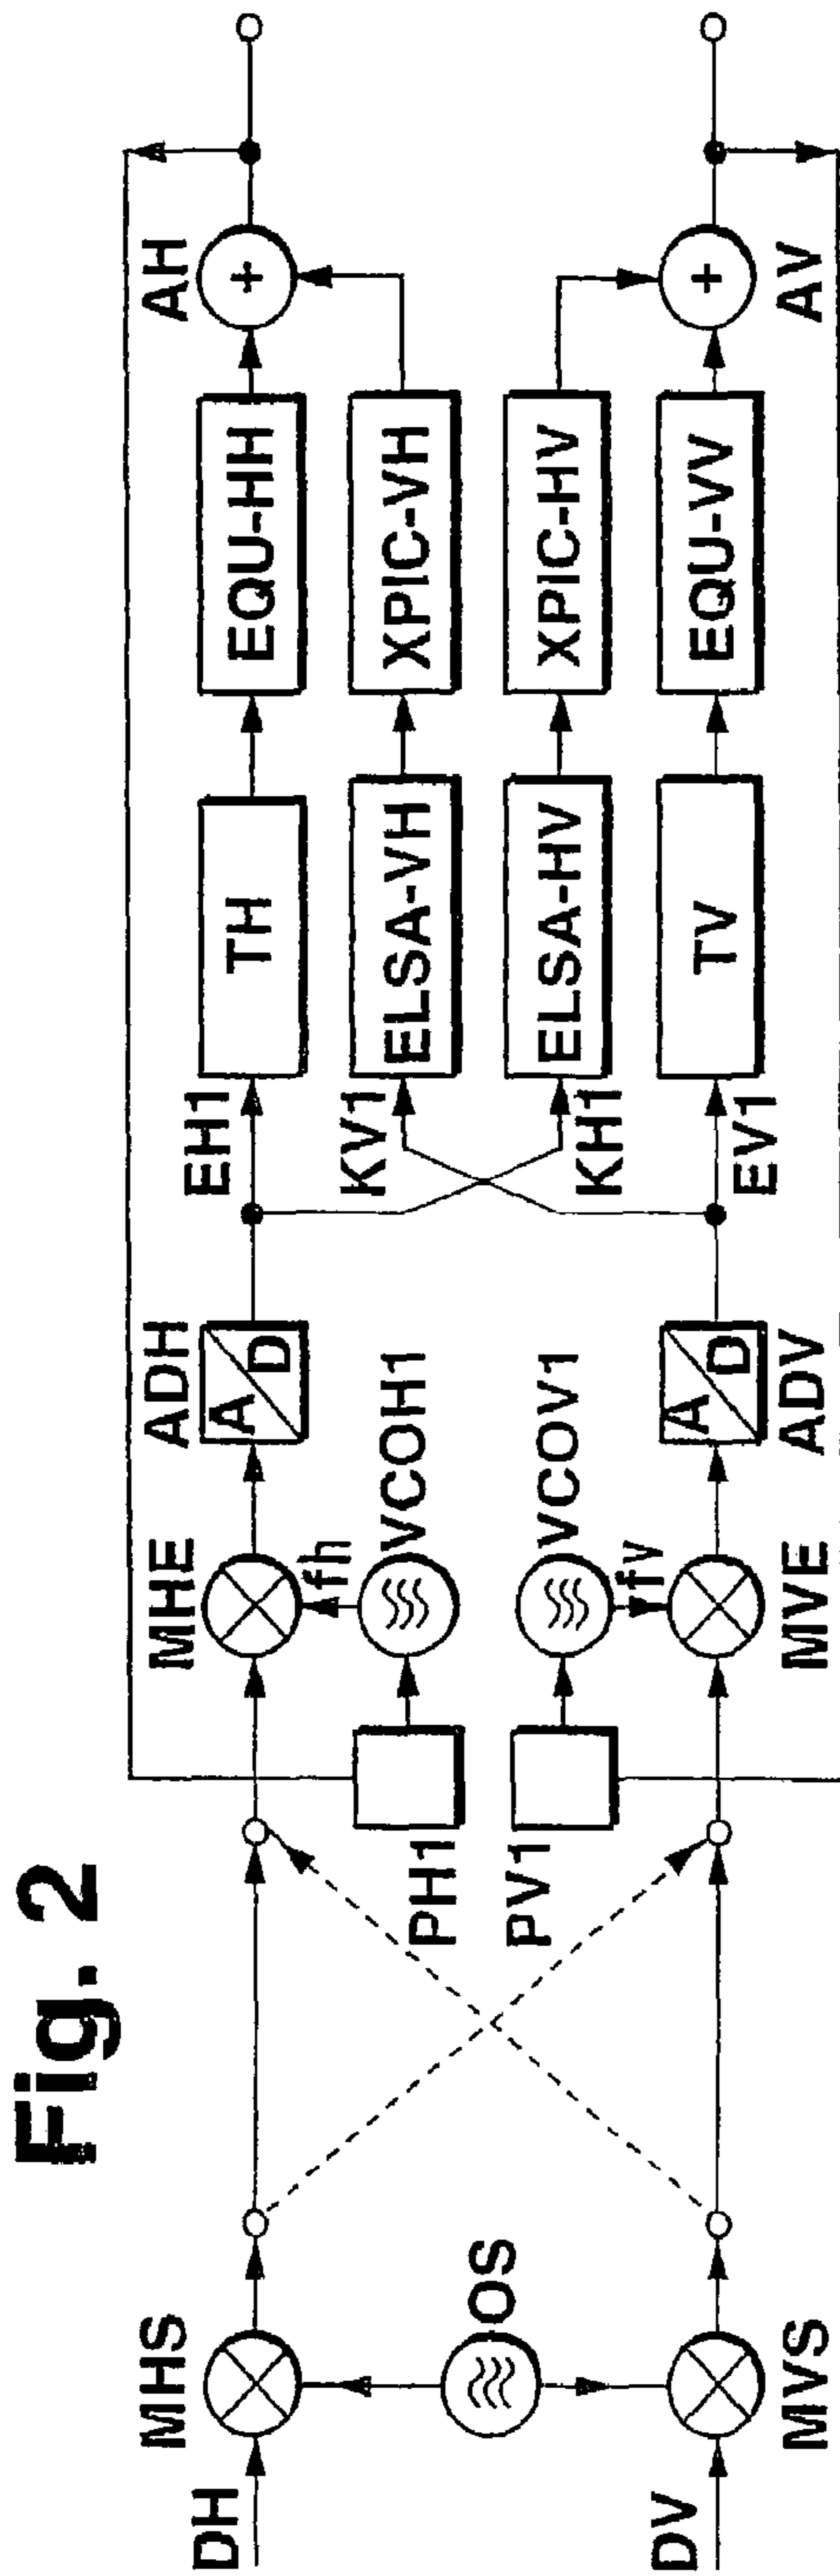 Fig. 2
DH
MHS
OS
DV
MVS
PH1
PV1
MHE
fh
VCOH1
VCOV1
fv
MVE
ADH
A
D
A
D
ADV
EH1
KV1
KH1
EV1
TH
ELSA-VH
ELSA-HV
TV
EQU-HH
XPIC-VH
XPIC-HV
EQU-VV
AH
+
+
AV